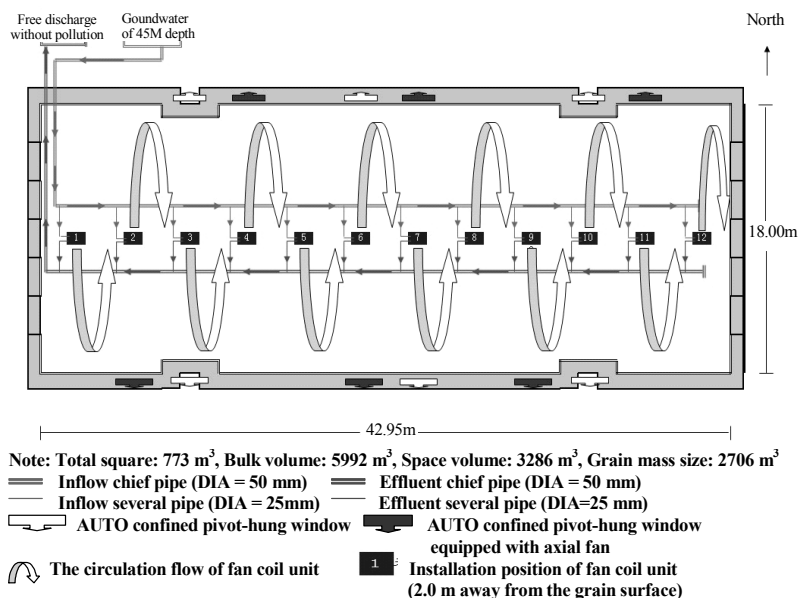 Free discharge
without pollution
Goundwater
of 45M depth
North
1 2 3 4 5 6 7 8 9 10 11 12
18.00m
42.95m
Note: Total square: 773 m³, Bulk volume: 5992 m³, Space volume: 3286 m³, Grain mass size: 2706 m³
Inflow chief pipe (DIA = 50 mm) Effluent chief pipe (DIA = 50 mm)
Inflow several pipe (DIA = 25mm) Effluent several pipe (DIA=25 mm)
AUTO confined pivot-hung window AUTO confined pivot-hung window
equipped with axial fan
The circulation flow of fan coil unit 1 Installation position of fan coil unit
(2.0 m away from the grain surface)